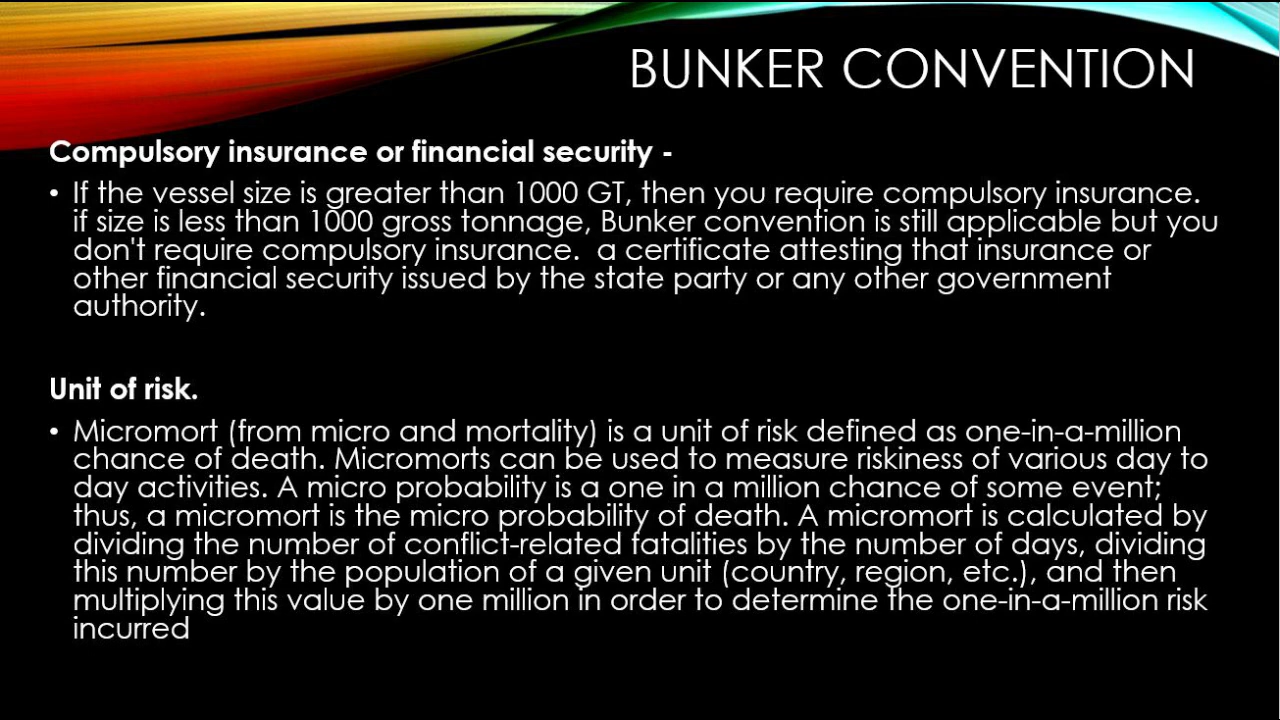 BUNKER CONVENTION
Compulsory insurance or financial security -
• If the vessel size is greater than 1000 GT, then you require compulsory insurance.
if size is less than 1000 gross tonnage, Bunker convention is still applicable but you
don't require compulsory insurance.  a certificate attesting that insurance or
other financial security issued by the state party or any other government
authority.
Unit of risk.
• Micromort (from micro and mortality) is a unit of risk defined as one-in-a-million
chance of death. Micromorts can be used to measure riskiness of various day to
day activities. A micro probability is a one in a million chance of some event;
thus, a micromort is the micro probability of death. A micromort is calculated by
dividing the number of conflict-related fatalities by the number of days, dividing
this number by the population of a given unit (country, region, etc.), and then
multiplying this value by one million in order to determine the one-in-a-million risk
incurred